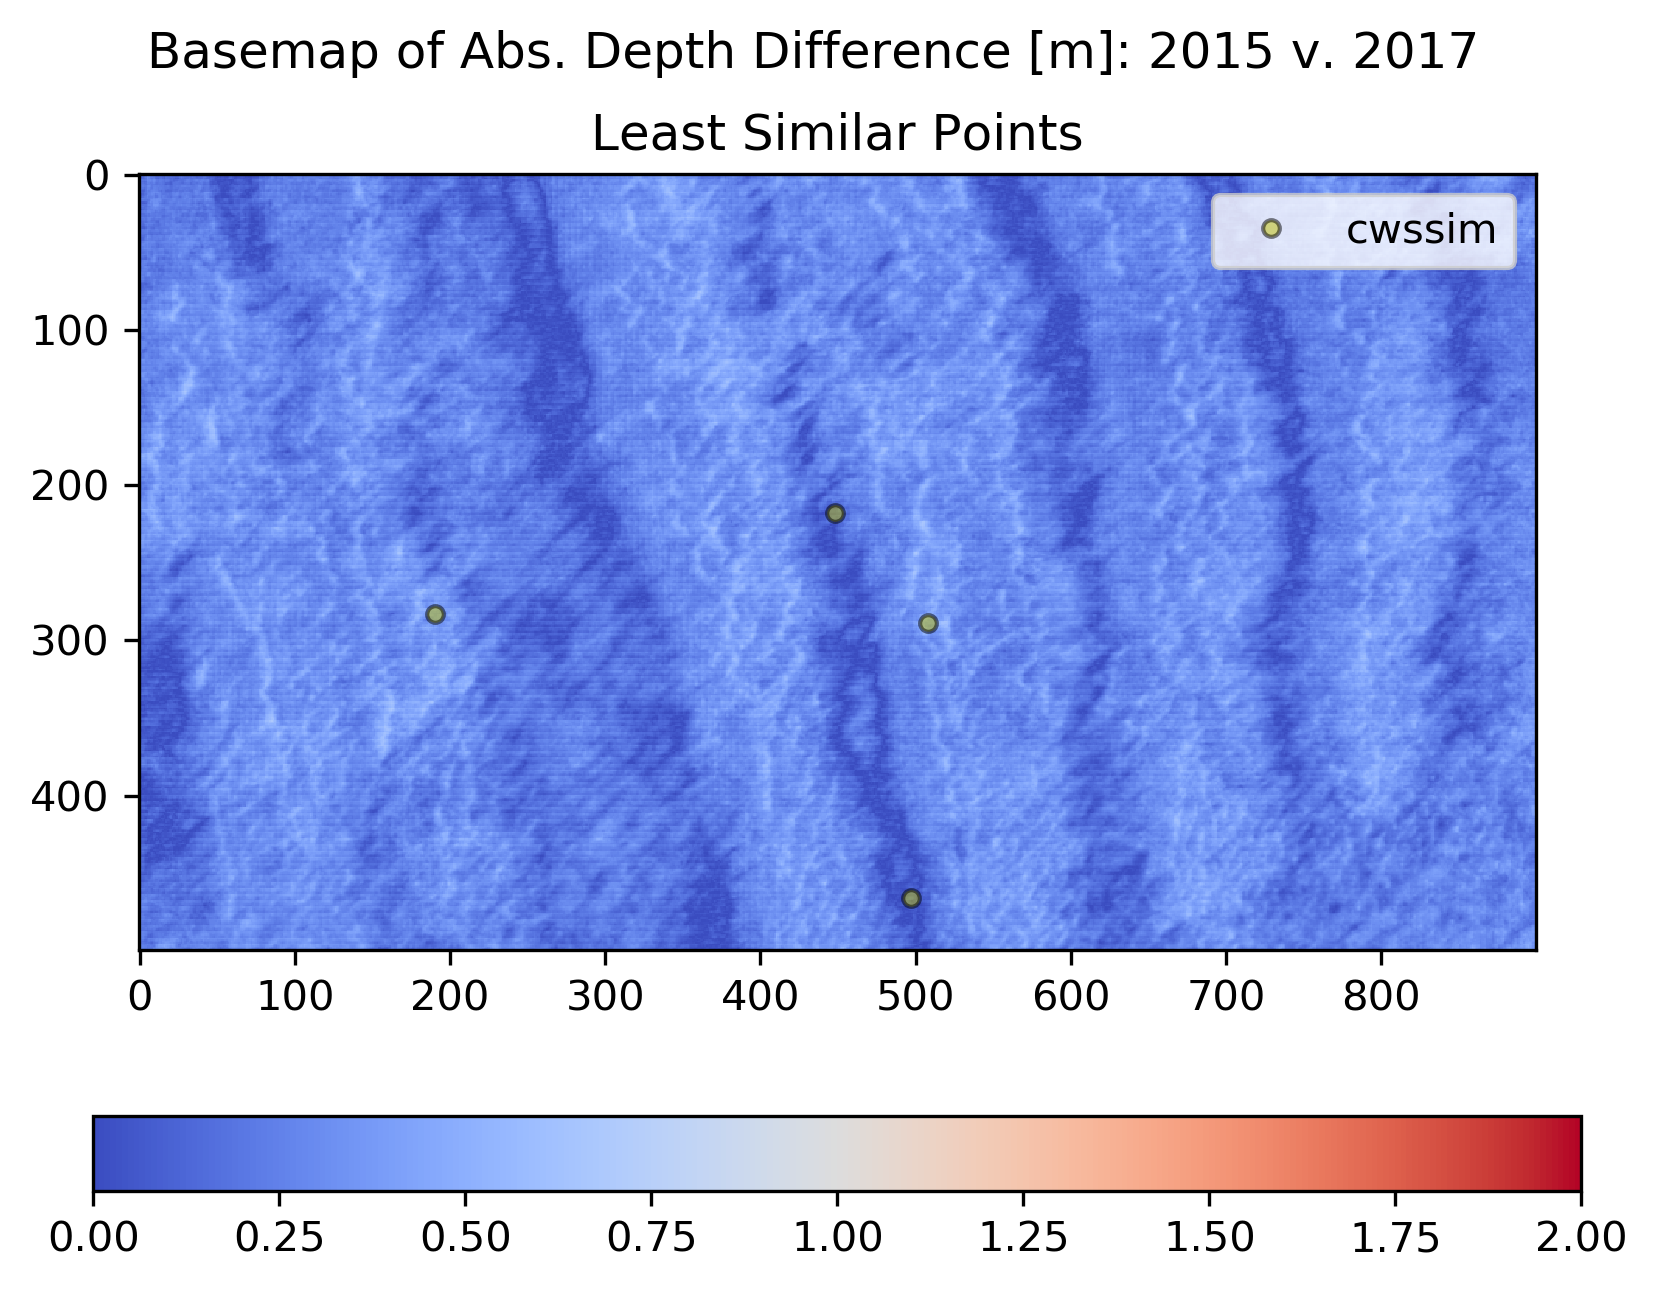 Basemap of Abs. Depth Difference [m]: 2015 v. 2017
Least Similar Points
cwssim
0
100
200
300
400
0 100 200 300 400 500 600 700 800
0.00 0.25 0.50 0.75 1.00 1.25 1.50 1.75 2.00